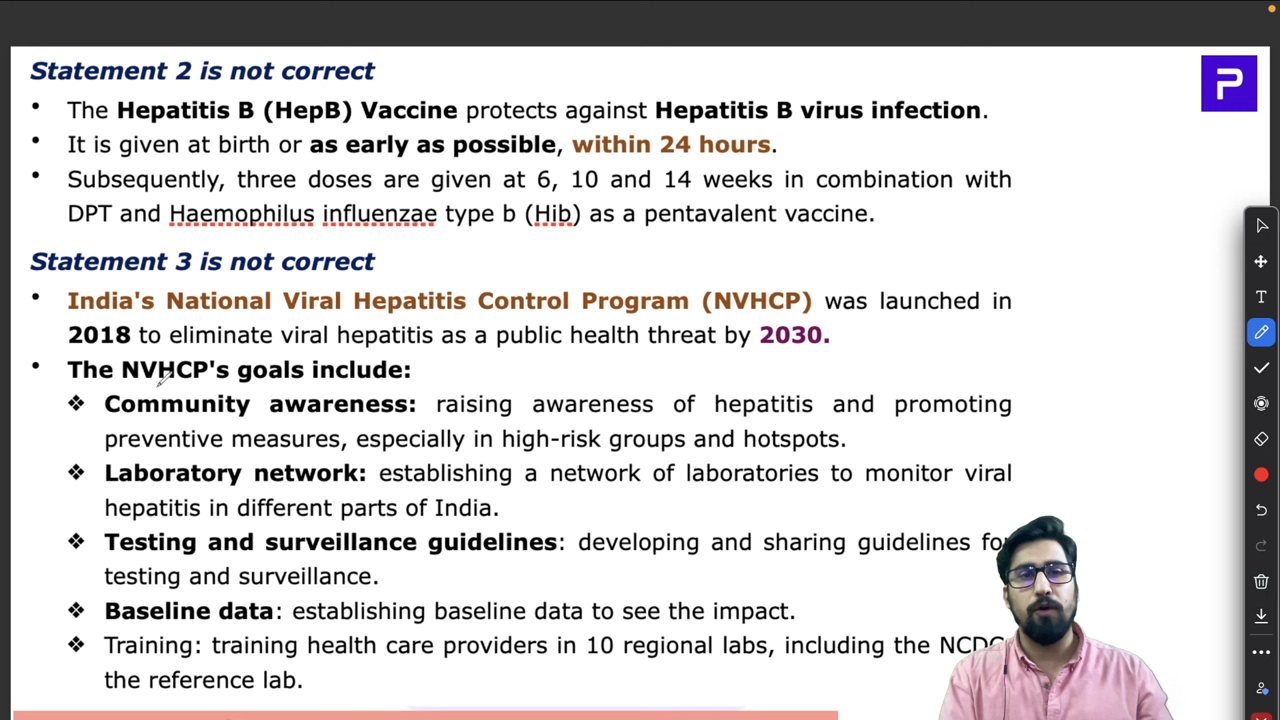 Statement 2 is not correct
• The Hepatitis B (HepB) Vaccine protects against Hepatitis B virus infection.
• It is given at birth or as early as possible, within 24 hours.
• Subsequently, three doses are given at 6, 10 and 14 weeks in combination with
DPT and Haemophilus influenzae type b (Hib) as a pentavalent vaccine.
Statement 3 is not correct
• India's National Viral Hepatitis Control Program (NVHCP) was launched in
2018 to eliminate viral hepatitis as a public health threat by 2030.
• The NVHCP's goals include:
❖ Community awareness: raising awareness of hepatitis and promoting
preventive measures, especially in high-risk groups and hotspots.
❖ Laboratory network: establishing a network of laboratories to monitor viral
hepatitis in different parts of India.
❖ Testing and surveillance guidelines: developing and sharing guidelines for
testing and surveillance.
❖ Baseline data: establishing baseline data to see the impact.
❖ Training: training health care providers in 10 regional labs, including the
the reference lab.